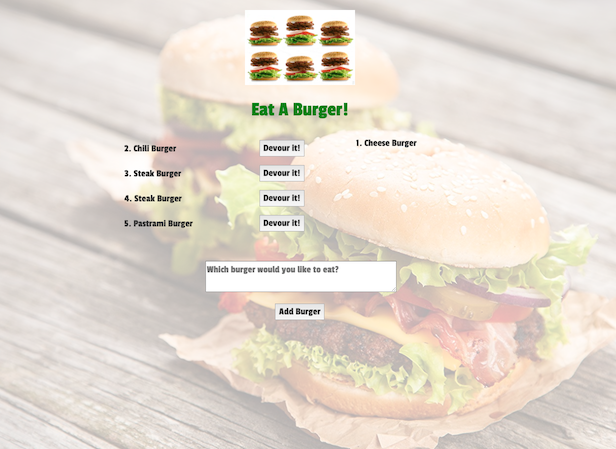 Eat A Burger!
2. Chili Burger Devour it!
3. Steak Burger Devour it!
4. Steak Burger Devour it!
5. Pastrami Burger Devour it!
1. Cheese Burger
Which burger would you like to eat?
Add Burger